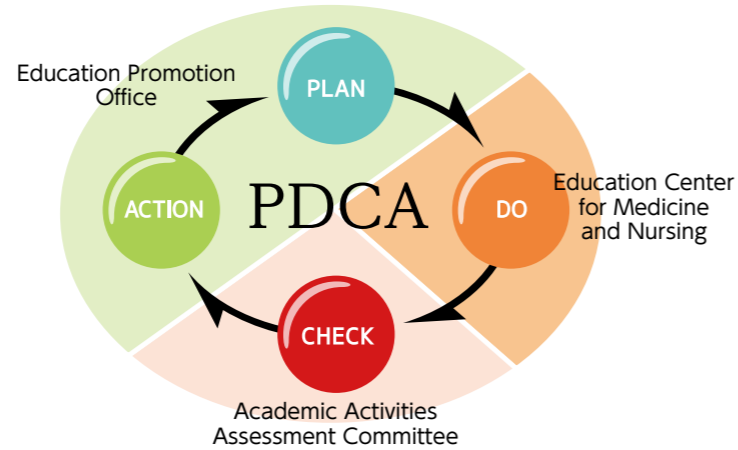 Education Promotion
Office
PLAN
ACTION
PDCA
DO
Education Center
for Medicine
and Nursing
CHECK
Academic Activities
Assessment Committee